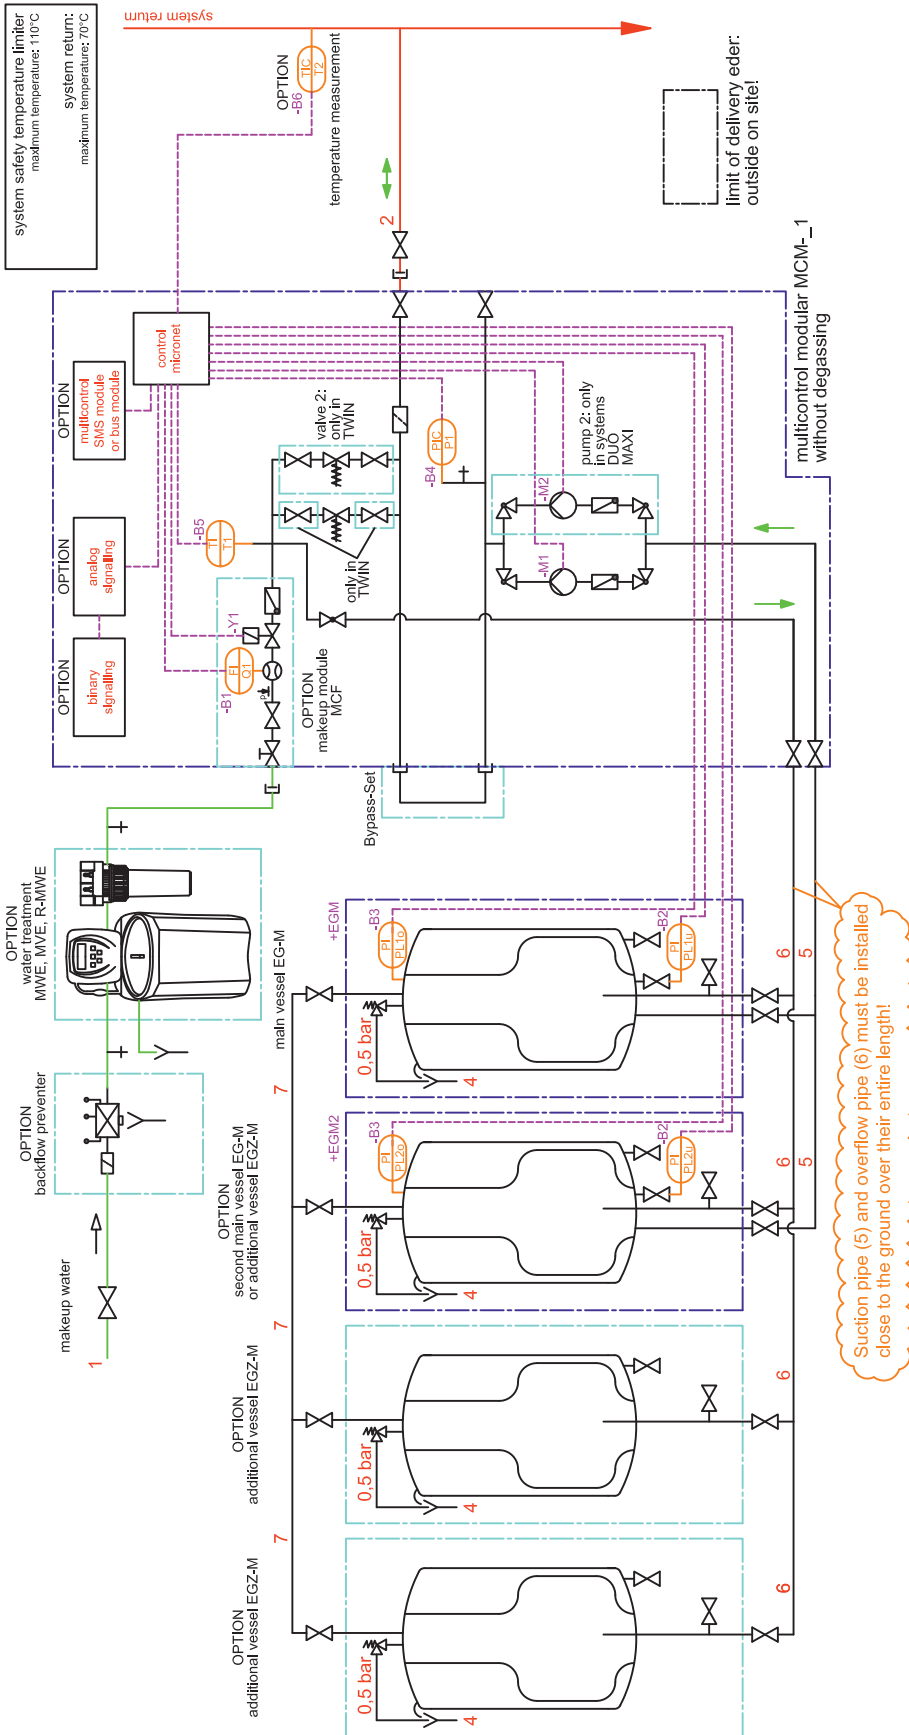 system safety temperature limiter
maximum temperature: 110°C
system return:
maximum temperature: 70°C
system return
OPTION
-B6
TIC
T2
temperature measurement
2
limit of delivery eder:
outside on site!
OPTION
multicontrol
SMS module
or bus module
control
micronet
OPTION
analog
signalling
OPTION
binary
signalling
-B5
TI
T1
valve 2:
only in
TWIN
only in
TWIN
-B4
PIC
P1
pump 2: only
in systems
DUO
MAXI
-M2
-M1
multicontrol modular MCM-_1
without degassing
-Y1
-B1
FI
Q1
P
OPTION
makeup module
MCF
Bypass-Set
OPTION
water treatment
MWE, MVE, R-MWE
OPTION
backflow preventer
makeup water
1
main vessel EG-M
+EGM
-B3
PI
PL1o
-B2
PI
PL1u
0,5 bar
4
7
6
5
OPTION
second main vessel EG-M
or additional vessel EGZ-M
+EGM2
-B3
PI
PL2o
-B2
PI
PL2u
0,5 bar
4
7
6
5
OPTION
additional vessel EGZ-M
0,5 bar
4
7
6
OPTION
additional vessel EGZ-M
0,5 bar
4
6
Suction pipe (5) and overflow pipe (6) must be installed
close to the ground over their entire length!